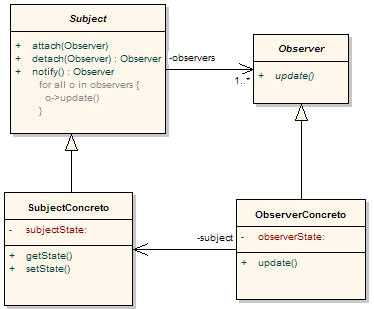 Subject
+ attach(Observer)
+ detach(Observer) : Observer
+ notify() : Observer
for all o in observers {
o->update()
}
-observers
1..*
Observer
+ update()
SubjectConcreto
- subjectState:
+ getState()
+ setState()
-subject
ObserverConcreto
- observerState:
+ update()